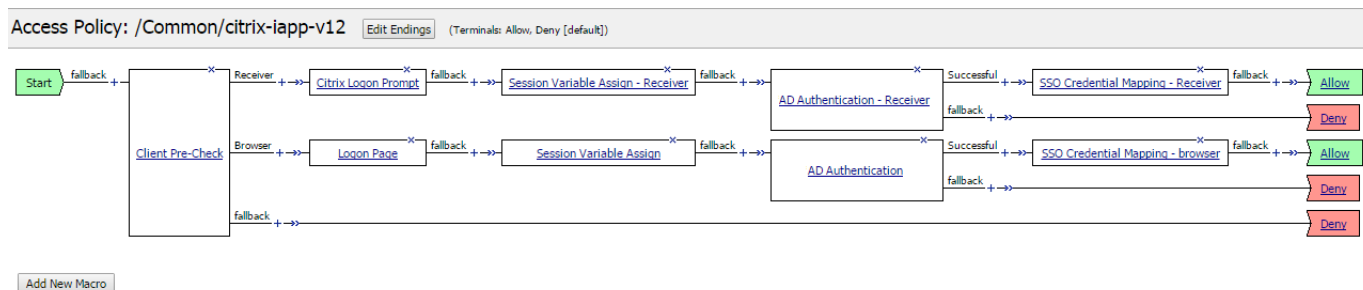 Access Policy: /Common/citrix-iapp-v12 Edit Endings (Terminals: Allow, Deny [default])
Start fallback + Receiver + Citrix Logon Prompt fallback + Session Variable Assign - Receiver fallback + AD Authentication - Receiver Successful + SSO Credential Mapping - Receiver fallback + Allow
fallback + Deny
Client Pre-Check Browser + Logon Page fallback + Session Variable Assign fallback + AD Authentication Successful + SSO Credential Mapping - browser fallback + Allow
fallback + Deny
fallback + Deny
Add New Macro